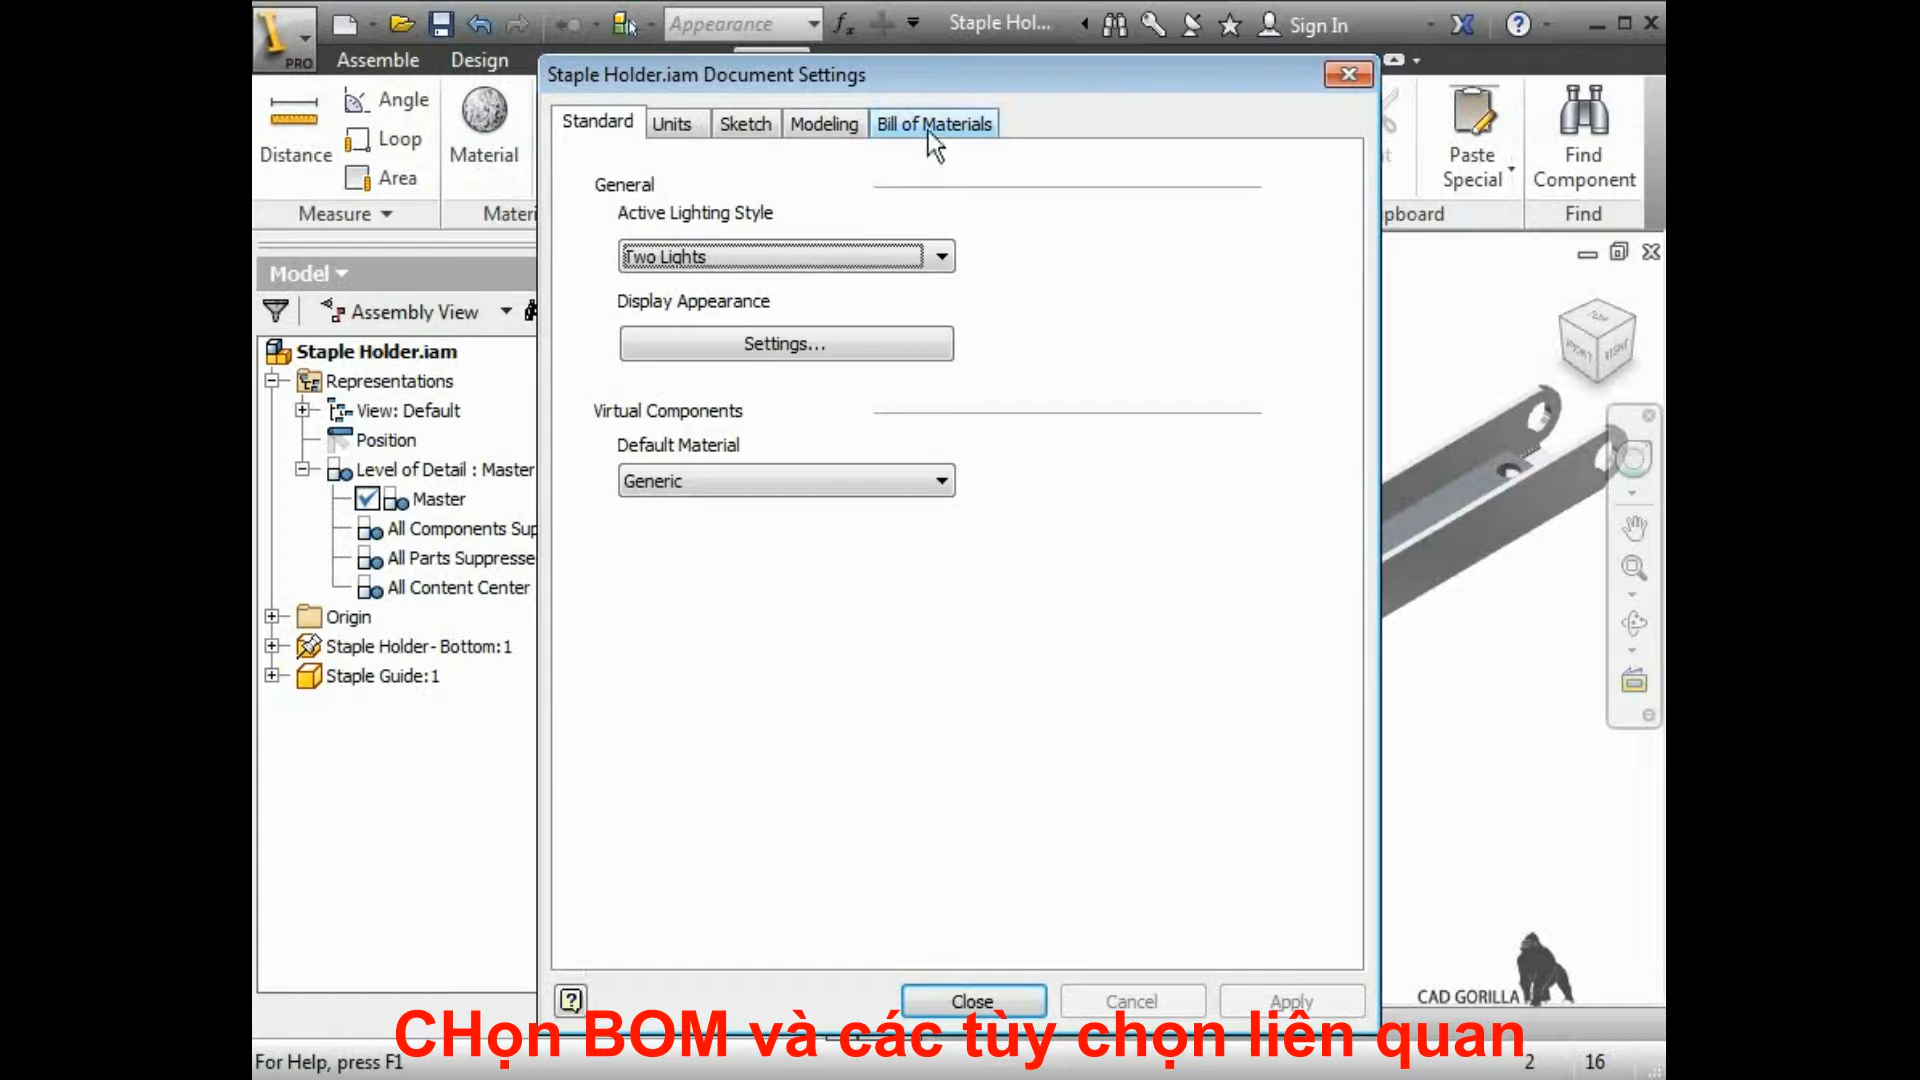 Appearance
Staple Hol...
Sign In
PRO
Assemble
Design
Staple Holder.iam Document Settings
Distance
Angle
Loop
Area
Material
Measure
Materi
Standard
Units
Sketch
Modeling
Bill of Materials
General
Active Lighting Style
Two Lights
Display Appearance
Settings...
Virtual Components
Default Material
Generic
Paste
Special
Find
Component
pboard
Find
Model
Assembly View
Staple Holder.iam
Representations
View: Default
Position
Level of Detail : Master
Master
All Components Sup
All Parts Suppresse
All Content Center
Origin
Staple Holder- Bottom:1
Staple Guide:1
TOP
FRONT
RIGHT
CAD GORILLA
Close
Cancel
Apply
CHọn BOM và các tùy chọn liên quan
For Help, press F1
2
16